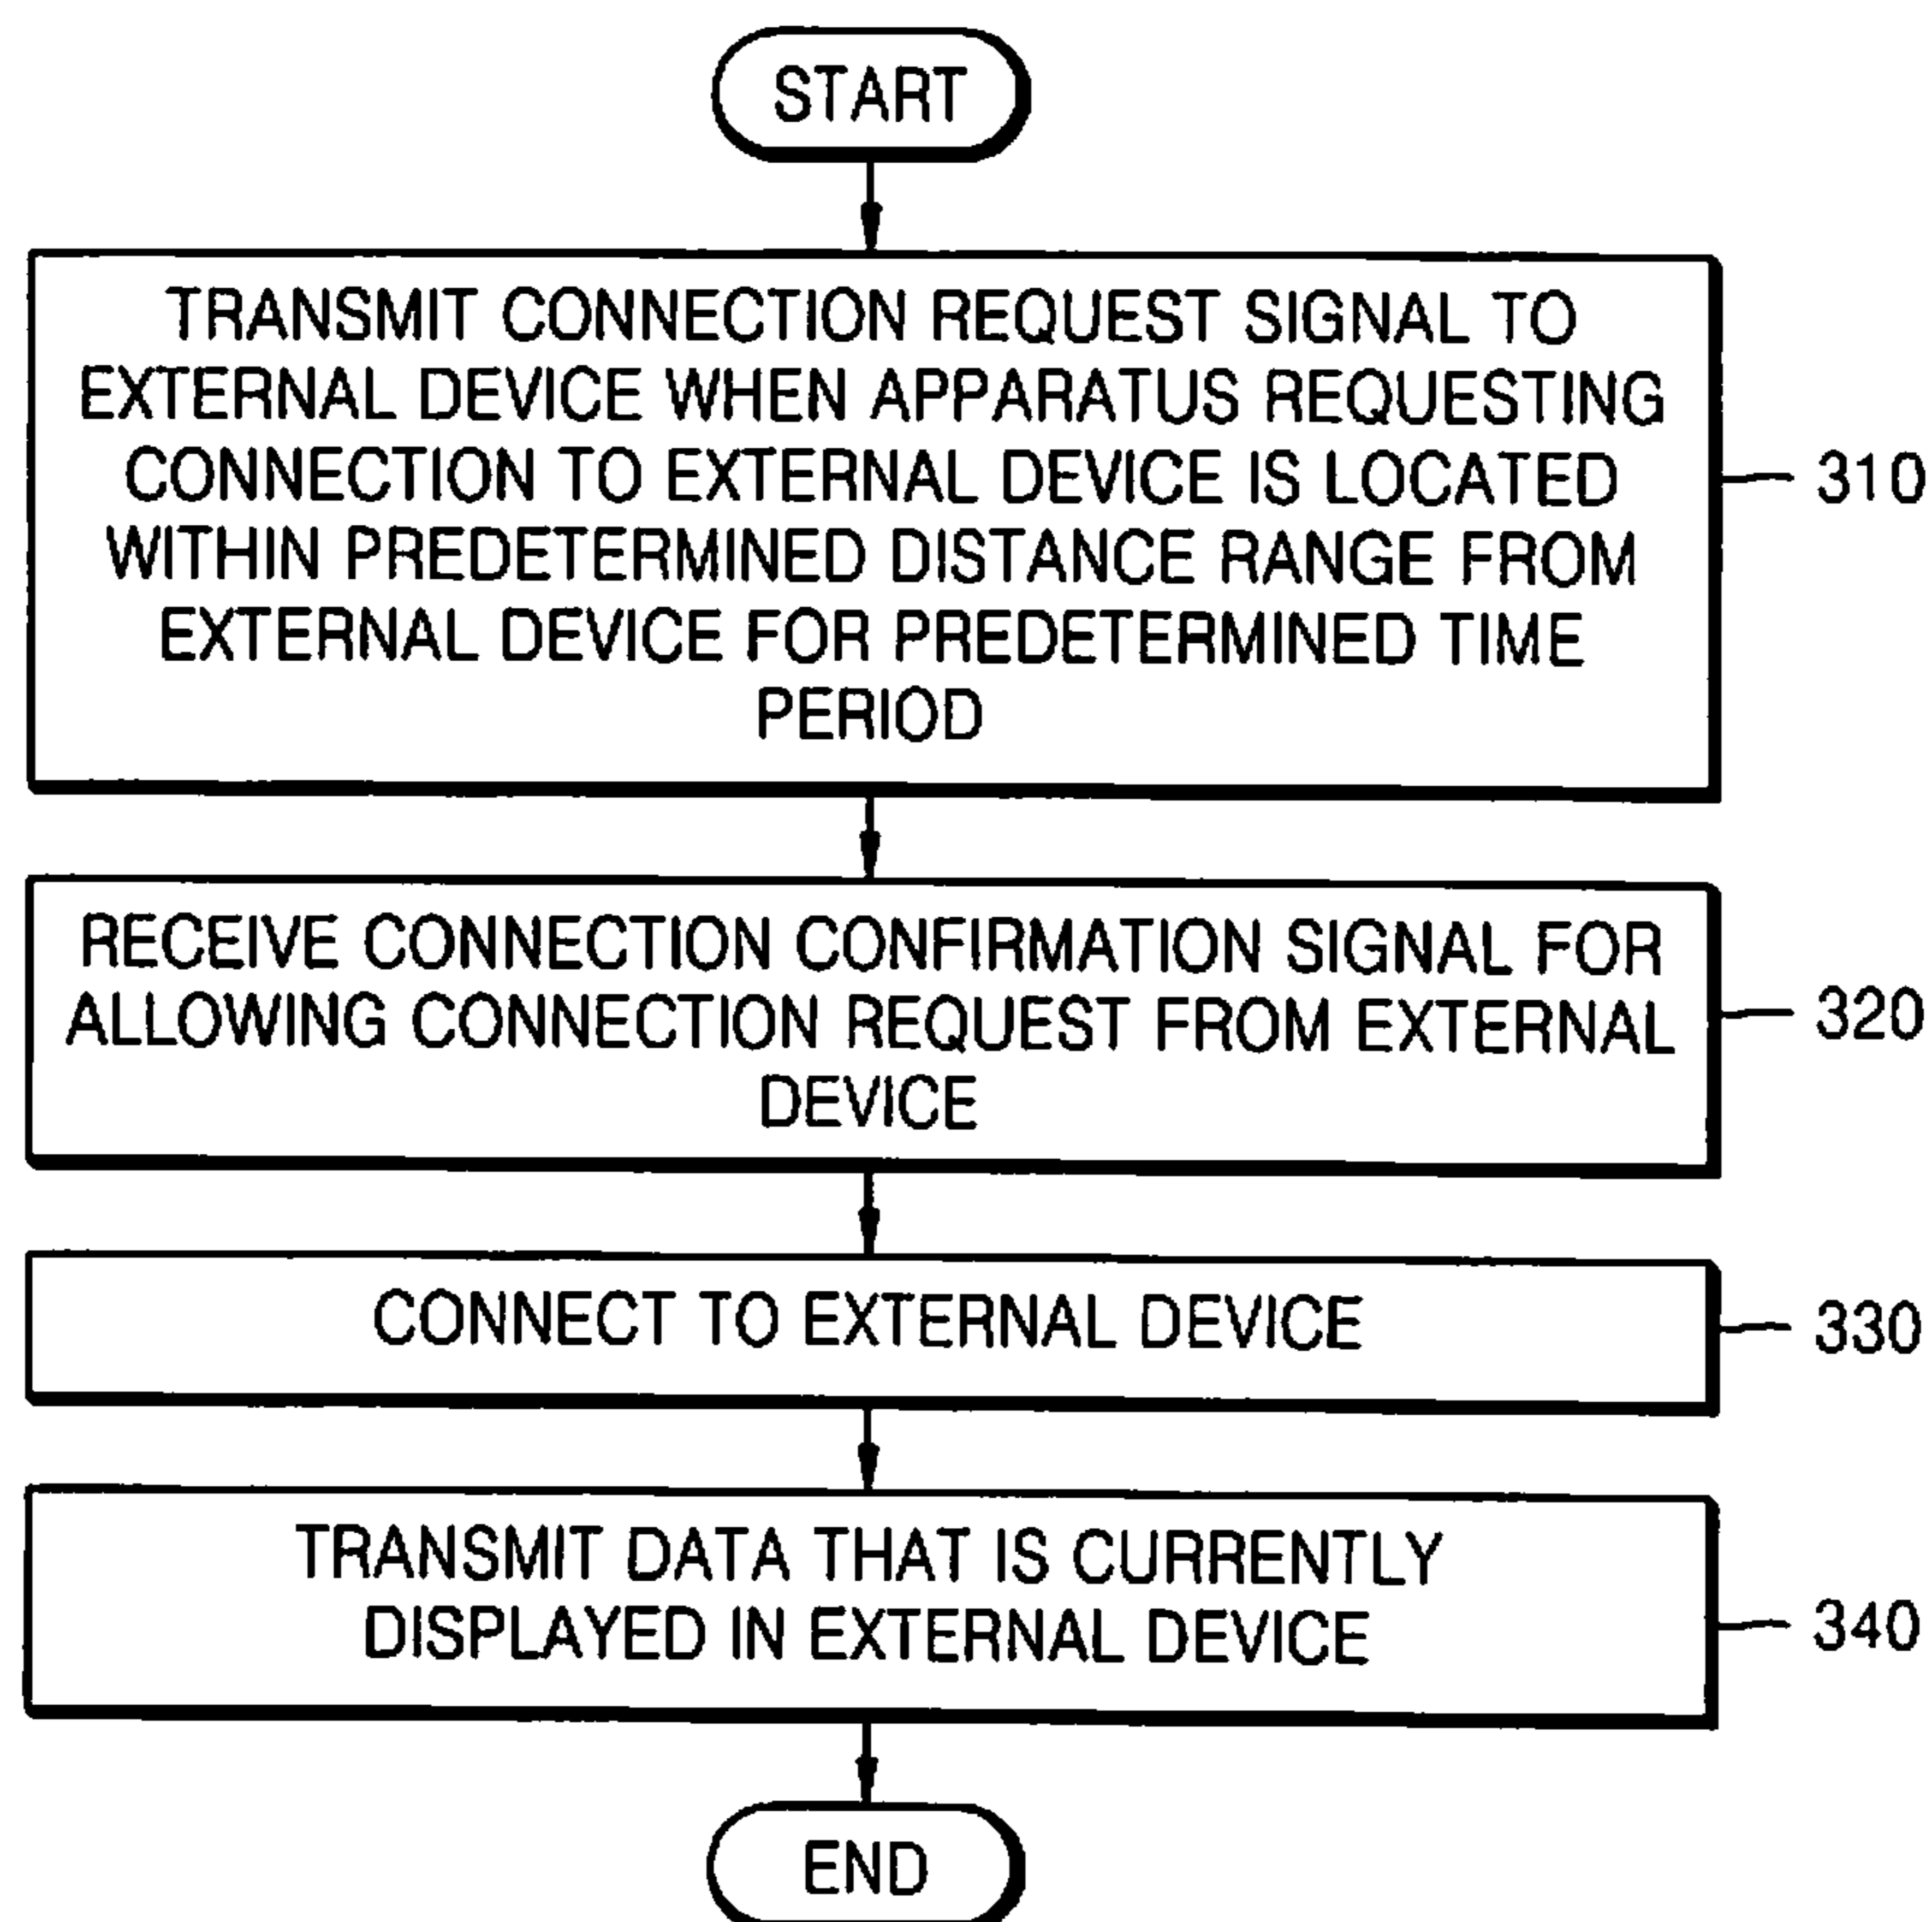 START
TRANSMIT CONNECTION REQUEST SIGNAL TO
EXTERNAL DEVICE WHEN APPARATUS REQUESTING
CONNECTION TO EXTERNAL DEVICE IS LOCATED
WITHIN PREDETERMINED DISTANCE RANGE FROM
EXTERNAL DEVICE FOR PREDETERMINED TIME
PERIOD
310
RECEIVE CONNECTION CONFIRMATION SIGNAL FOR
ALLOWING CONNECTION REQUEST FROM EXTERNAL
DEVICE
320
CONNECT TO EXTERNAL DEVICE
330
TRANSMIT DATA THAT IS CURRENTLY
DISPLAYED IN EXTERNAL DEVICE
340
END